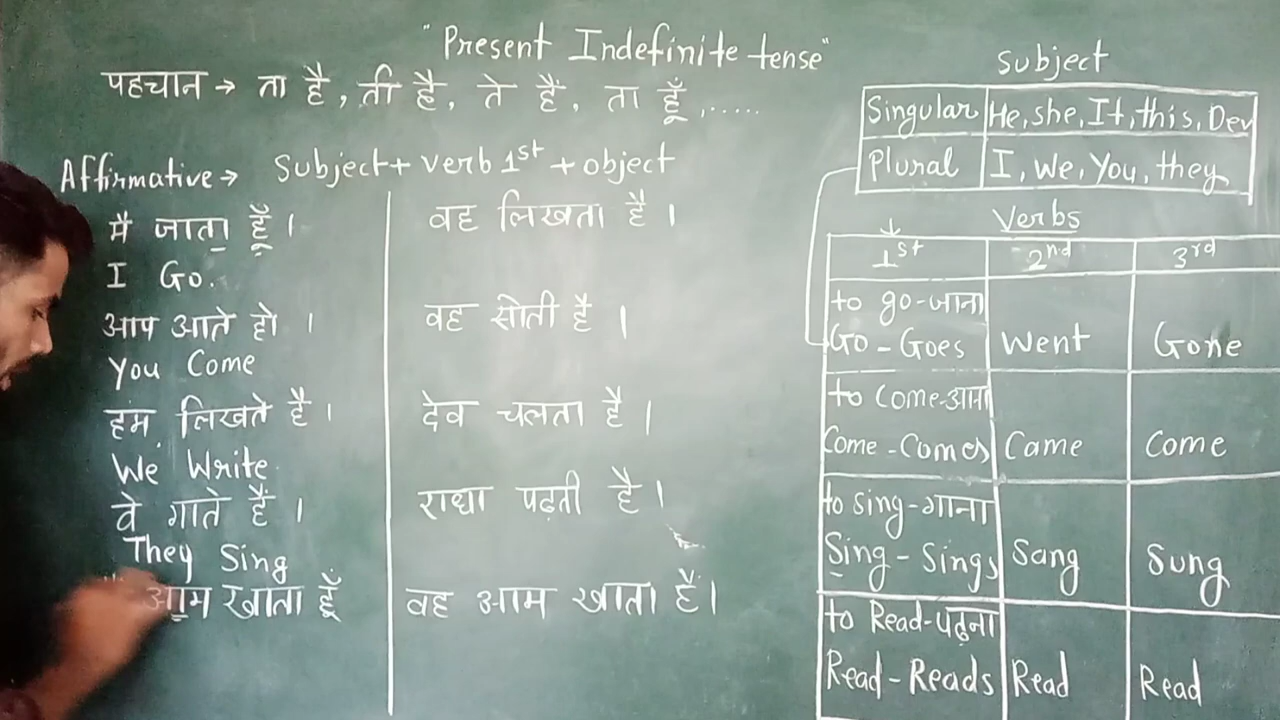 "Present Indefinite tense"
पहचान → ता है, ती है, ते हैं, ता हूँ,.....
Affirmative → Subject + verb 1st + object
मैं जाता हूँ।
I Go.
आप आते हो।
You Come
हम लिखते हैं।
We Write
वे गाते हैं।
They Sing
आम खाता हूँ
वह लिखता है।
वह सोती है।
देव चलता है।
राधा पढ़ती है।
वह आम खाता है।
Subject
Singular He, she, It, this, Dev
Plural I, We, You, they
Verbs
1st 2nd 3rd
to go-जाना
Go - Goes Went Gone
to Come-आना
Come - Comes Came Come
to sing-गाना
Sing - Sings Sang Sung
to Read-पढ़ना
Read - Reads Read Read